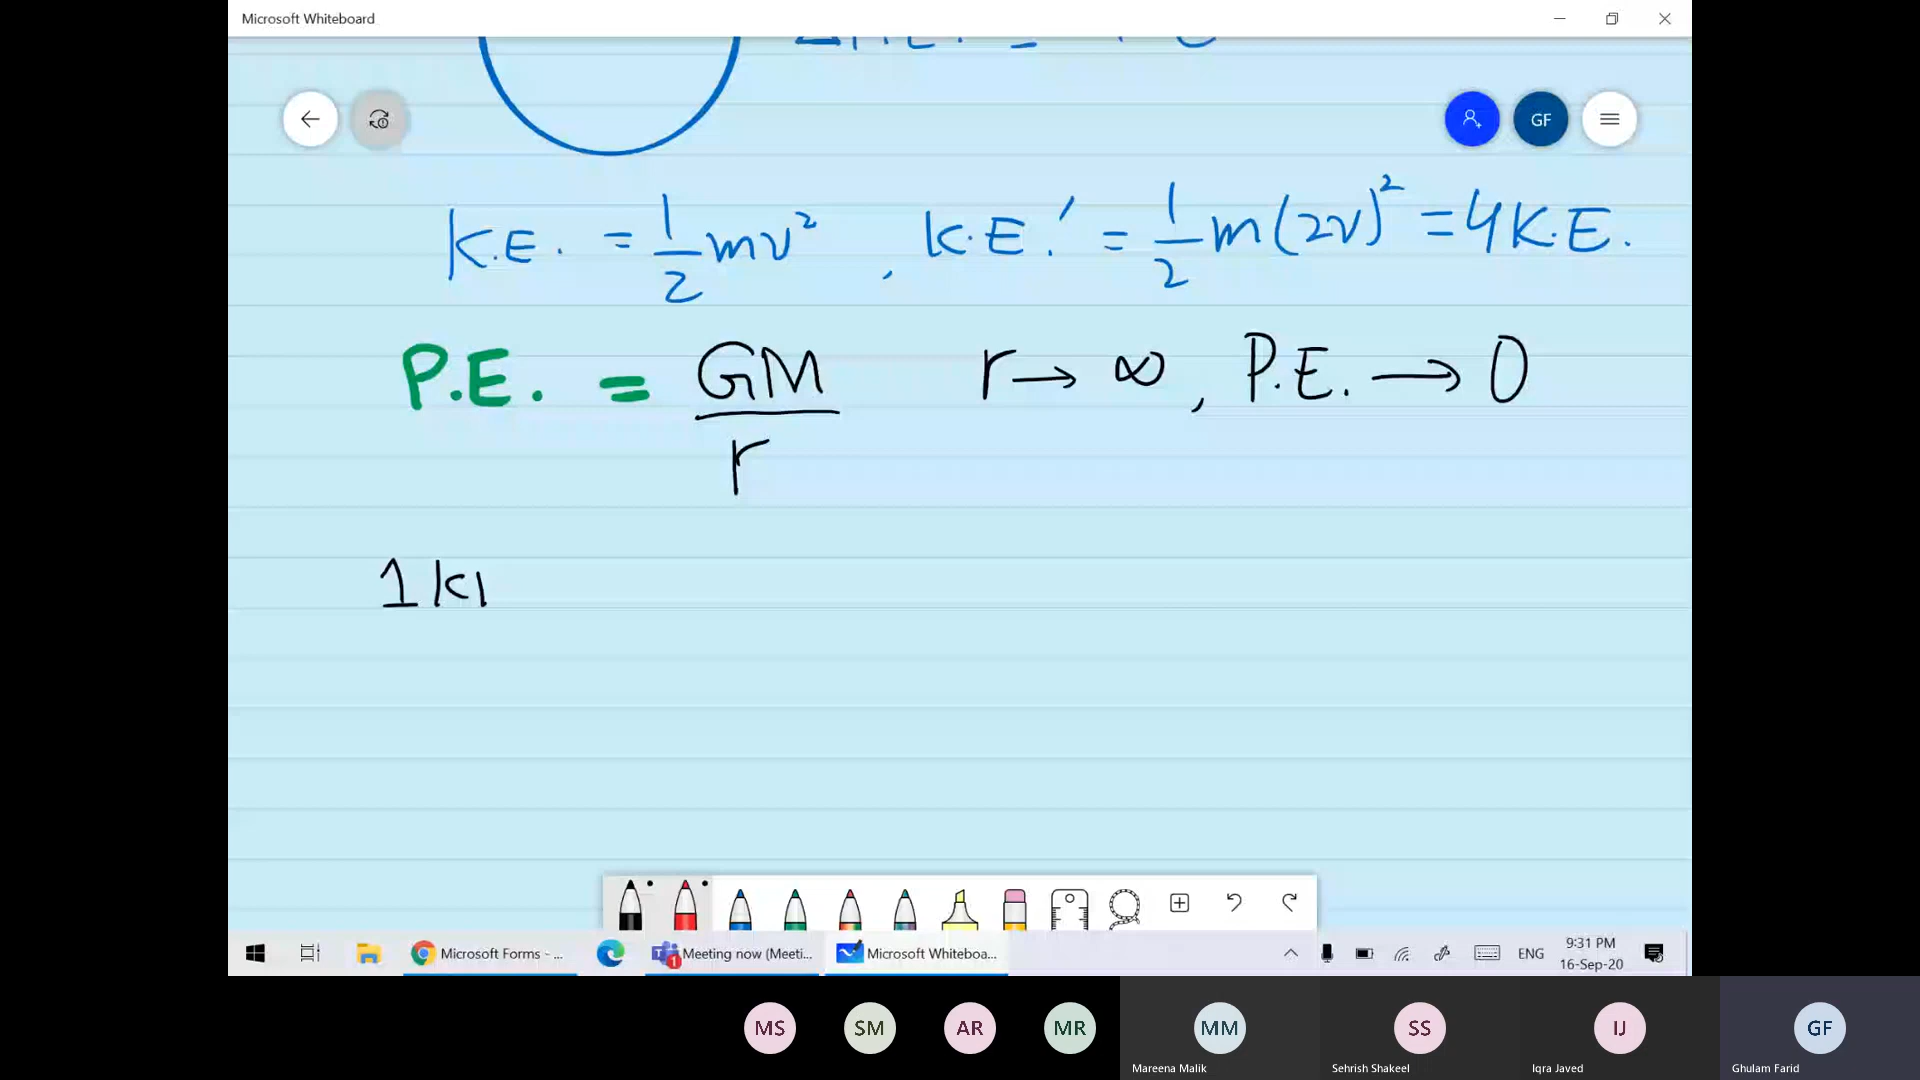 Microsoft Whiteboard
GF
K.E. = 1/2 mv², K.E.′ = 1/2 m(2v)² = 4K.E.
P.E. = GM/r r → ∞, P.E. → 0
1 k
Microsoft Forms - ...
1
Meeting now (Meeti...
Microsoft Whiteboa...
ENG
9:31 PM
16-Sep-20
MS
SM
AR
MR
MM
SS
IJ
GF
Mareena Malik
Sehrish Shakeel
Iqra Javed
Ghulam Farid